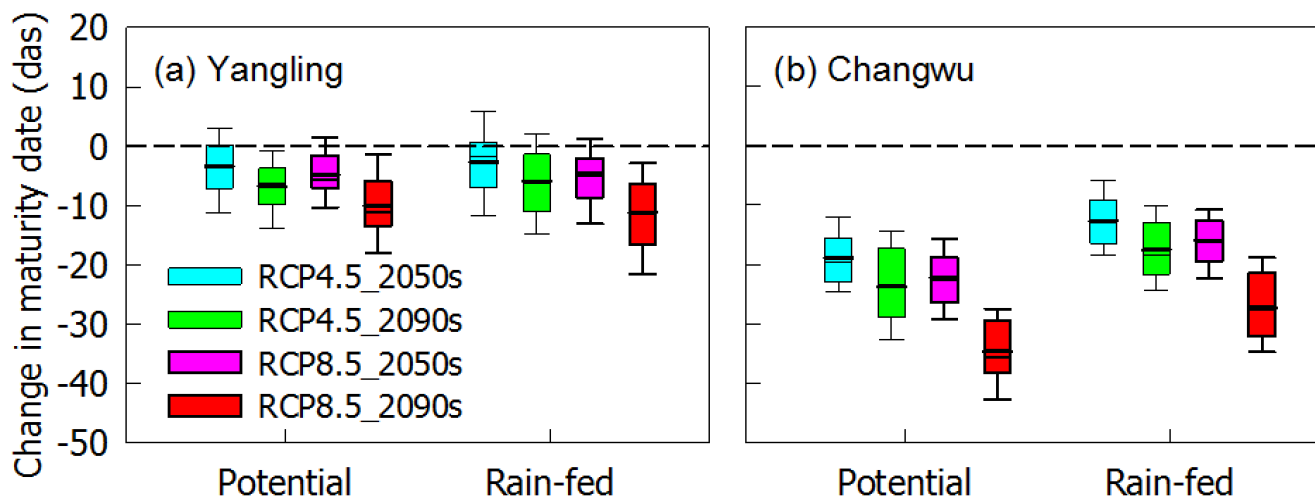 Change in maturity date (das)
20
10
0
-10
-20
-30
-40
-50
(a) Yangling
RCP4.5_2050s
RCP4.5_2090s
RCP8.5_2050s
RCP8.5_2090s
Potential
Rain-fed
(b) Changwu
Potential
Rain-fed